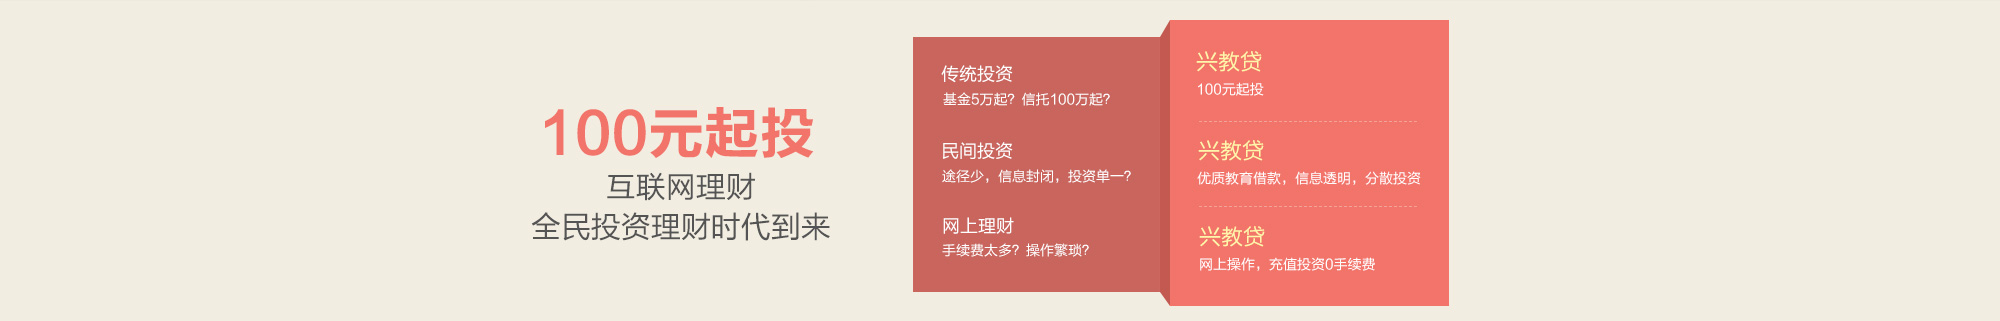 100元起投
互联网理财
全民投资理财时代到来
传统投资
基金5万起？信托100万起？
民间投资
途径少，信息封闭，投资单一？
网上理财
手续费太多？操作繁琐？
兴教贷
100元起投
兴教贷
优质教育借款，信息透明，分散投资
兴教贷
网上操作，充值投资0手续费